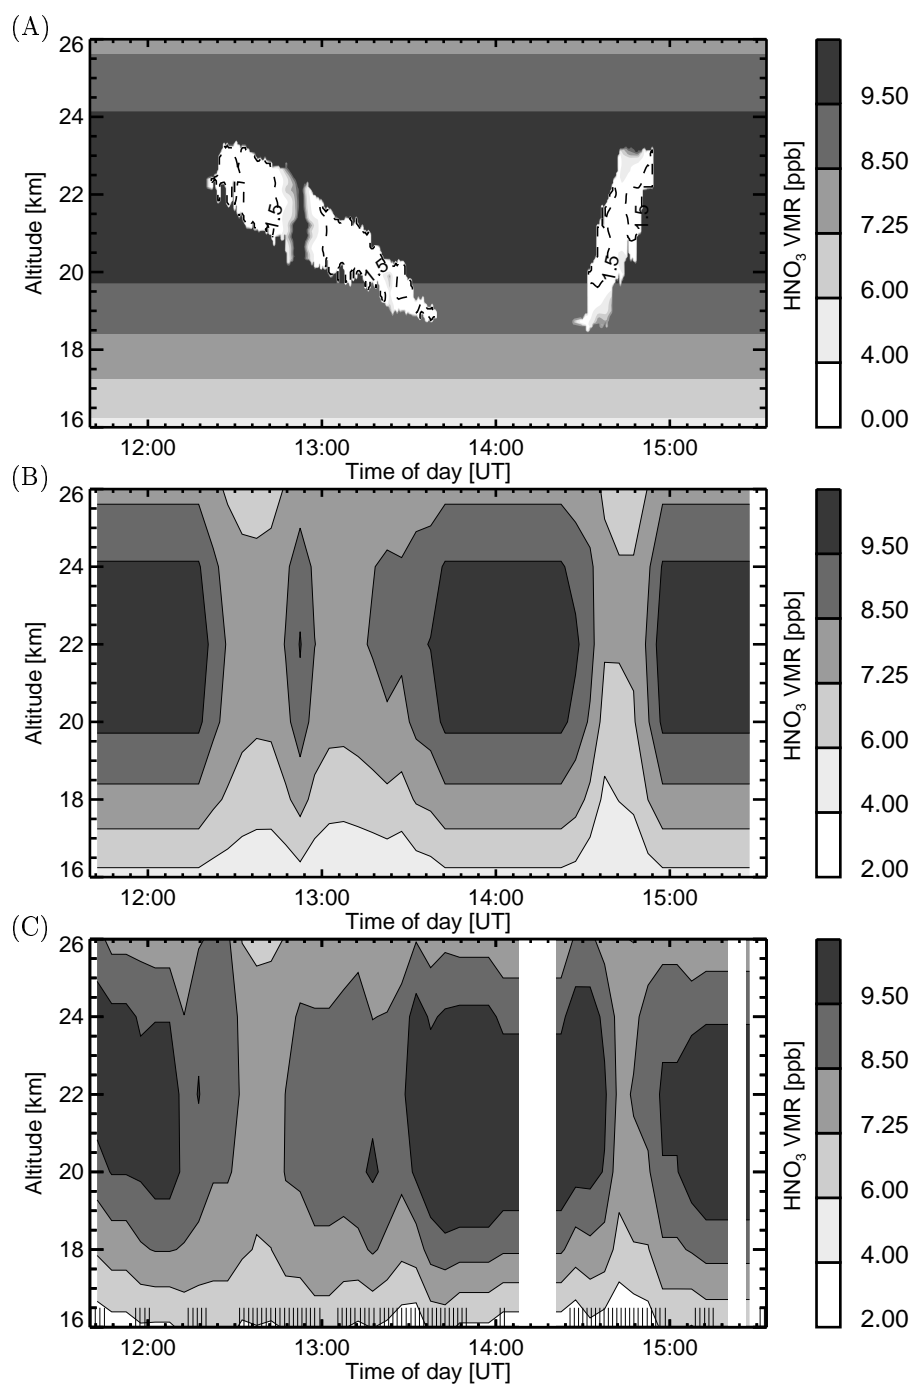 (A)
26
24
22
20
18
16
Altitude [km]
1.5
1.5
1.5
1.5
12:00 13:00 14:00 15:00
Time of day [UT]
HNO3 VMR [ppb]
9.50
8.50
7.25
6.00
4.00
0.00
(B)
26
24
22
20
18
16
Altitude [km]
12:00 13:00 14:00 15:00
Time of day [UT]
HNO3 VMR [ppb]
9.50
8.50
7.25
6.00
4.00
2.00
(C)
26
24
22
20
18
16
Altitude [km]
12:00 13:00 14:00 15:00
Time of day [UT]
HNO3 VMR [ppb]
9.50
8.50
7.25
6.00
4.00
2.00